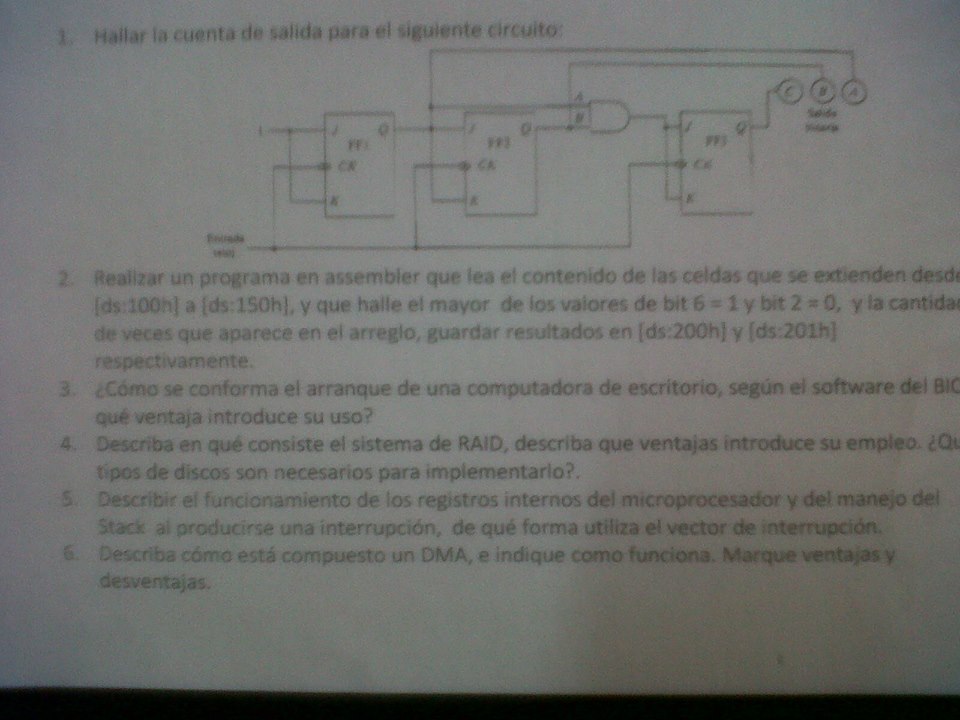 1. Hallar la cuenta de salida para el siguiente circuito:
C B A
A
B
Salida
binaria
1 J Q J Q J Q
FF1 FF2 FF3
CK CK CK
K K K
Entrada
reloj
2. Realizar un programa en assembler que lea el contenido de las celdas que se extienden desde
[ds:100h] a [ds:150h], y que halle el mayor de los valores de bit 6 = 1 y bit 2 = 0, y la cantidad
de veces que aparece en el arreglo, guardar resultados en [ds:200h] y [ds:201h]
respectivamente.
3. ¿Cómo se conforma el arranque de una computadora de escritorio, según el software del BIO
qué ventaja introduce su uso?
4. Describa en qué consiste el sistema de RAID, describa que ventajas introduce su empleo. ¿Qu
tipos de discos son necesarios para implementarlo?.
5. Describir el funcionamiento de los registros internos del microprocesador y del manejo del
Stack al producirse una interrupción, de qué forma utiliza el vector de interrupción.
6. Describa cómo está compuesto un DMA, e indique como funciona. Marque ventajas y
desventajas.